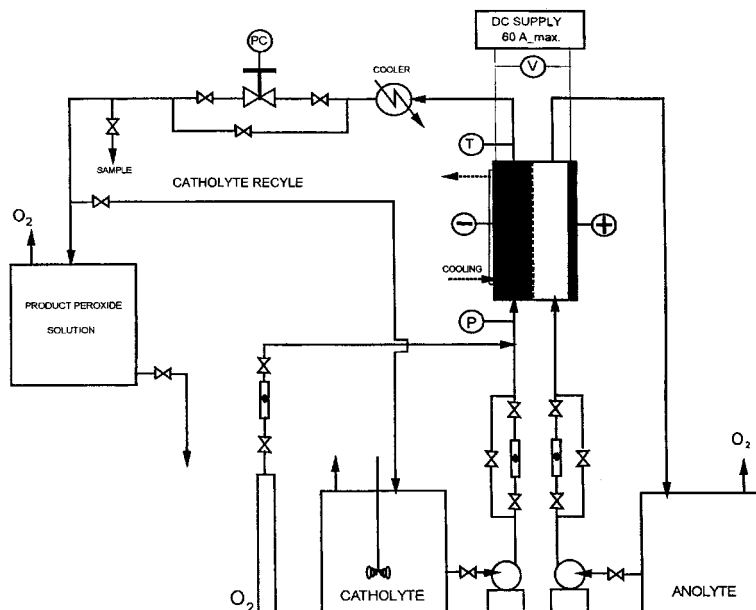 DC SUPPLY
60 A_max.
PC
V
COOLER
T
SAMPLE
CATHOLYTE RECYLE
O2
COOLING
PRODUCT PEROXIDE
SOLUTION
P
O2
CATHOLYTE
ANOLYTE
O2